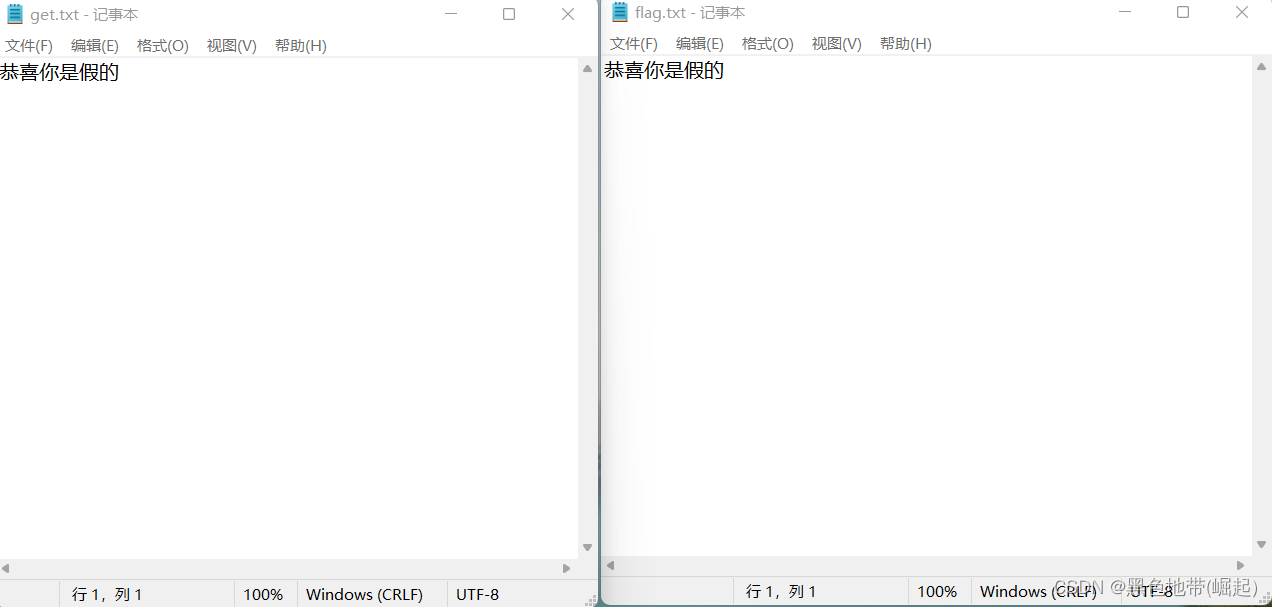 get.txt - 记事本
文件(F) 编辑(E) 格式(O) 视图(V) 帮助(H)
恭喜你是假的
行 1，列 1 100% Windows (CRLF) UTF-8
flag.txt - 记事本
文件(F) 编辑(E) 格式(O) 视图(V) 帮助(H)
恭喜你是假的
行 1，列 1 100% Windows (CRLF) UTF-8
CSDN @黑色地带(崛起)